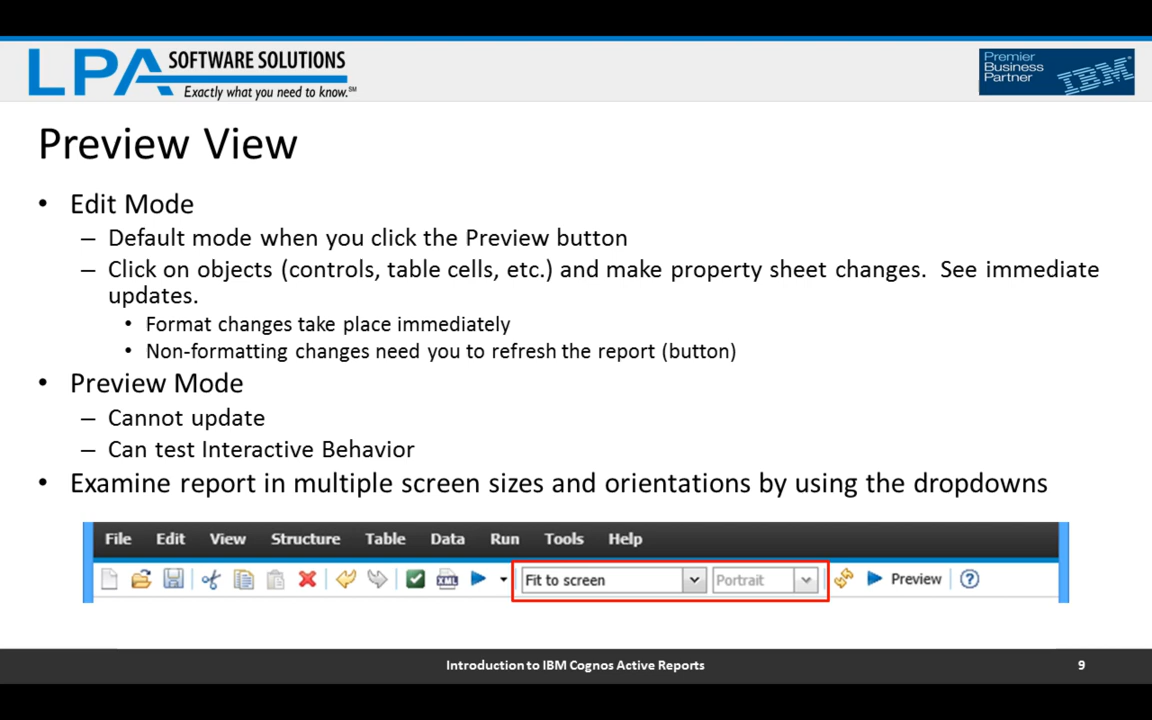 LPA SOFTWARE SOLUTIONS
Exactly what you need to know.℠
Premier
Business
Partner
IBM
Preview View
• Edit Mode
– Default mode when you click the Preview button
– Click on objects (controls, table cells, etc.) and make property sheet changes. See immediate
updates.
• Format changes take place immediately
• Non-formatting changes need you to refresh the report (button)
• Preview Mode
– Cannot update
– Can test Interactive Behavior
• Examine report in multiple screen sizes and orientations by using the dropdowns
File Edit View Structure Table Data Run Tools Help
XML Fit to screen Portrait Preview ?
Introduction to IBM Cognos Active Reports 9